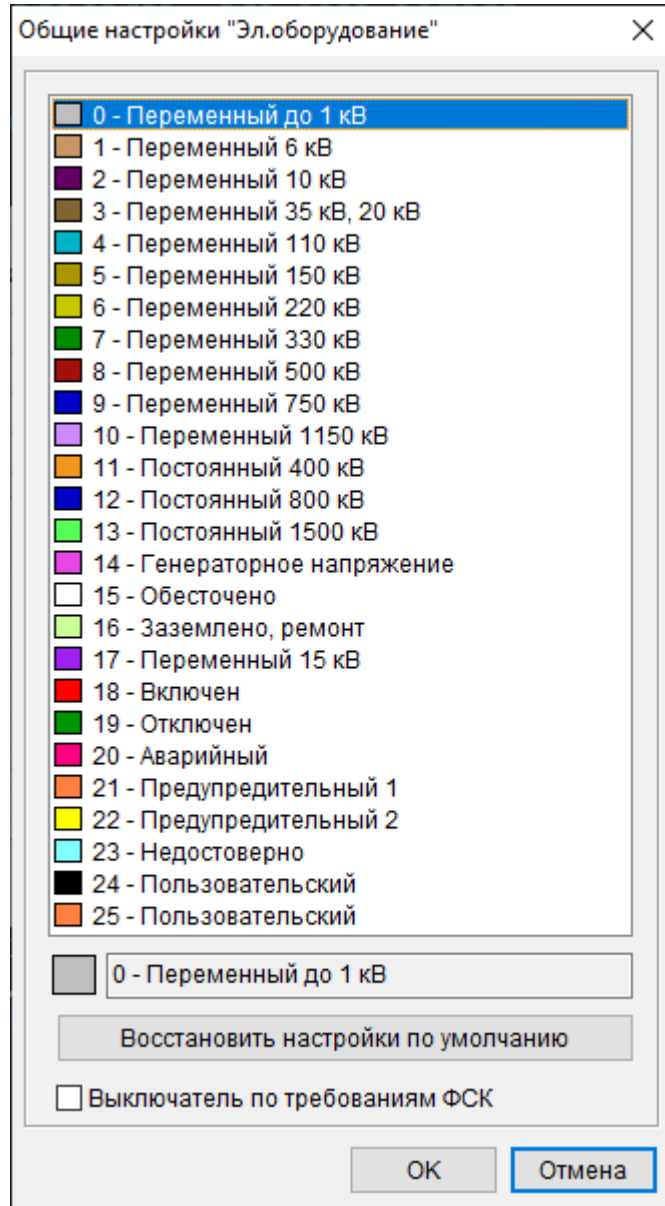 Общие настройки "Эл.оборудование"
0 - Переменный до 1 кВ
1 - Переменный 6 кВ
2 - Переменный 10 кВ
3 - Переменный 35 кВ, 20 кВ
4 - Переменный 110 кВ
5 - Переменный 150 кВ
6 - Переменный 220 кВ
7 - Переменный 330 кВ
8 - Переменный 500 кВ
9 - Переменный 750 кВ
10 - Переменный 1150 кВ
11 - Постоянный 400 кВ
12 - Постоянный 800 кВ
13 - Постоянный 1500 кВ
14 - Генераторное напряжение
15 - Обесточено
16 - Заземлено, ремонт
17 - Переменный 15 кВ
18 - Включен
19 - Отключен
20 - Аварийный
21 - Предупредительный 1
22 - Предупредительный 2
23 - Недостоверно
24 - Пользовательский
25 - Пользовательский
0 - Переменный до 1 кВ
Восстановить настройки по умолчанию
Выключатель по требованиям ФСК
OK Отмена